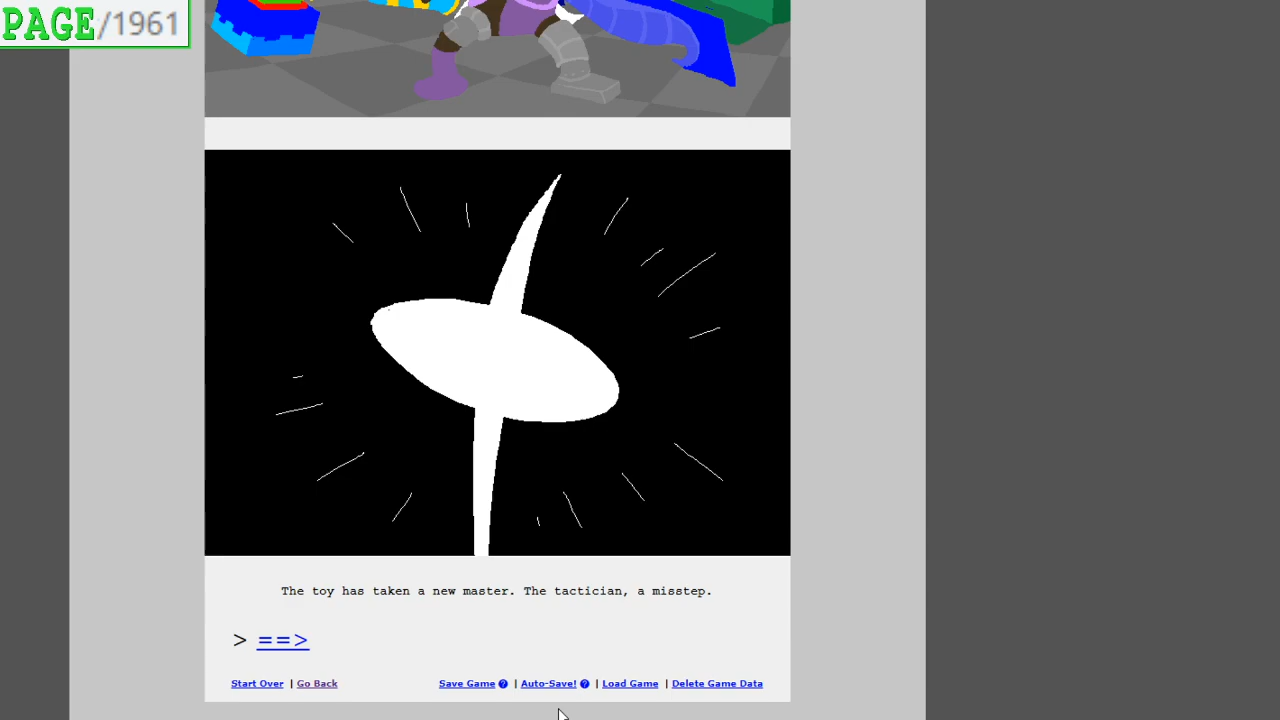 PAGE/1961
The toy has taken a new master. The tactician, a misstep.
> ==>
Start Over | Go Back Save Game ? | Auto-Save! ? | Load Game | Delete Game Data